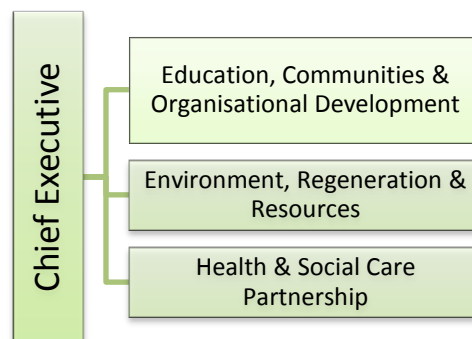 Chief Executive
Education, Communities &
Organisational Development
Environment, Regeneration &
Resources
Health & Social Care
Partnership